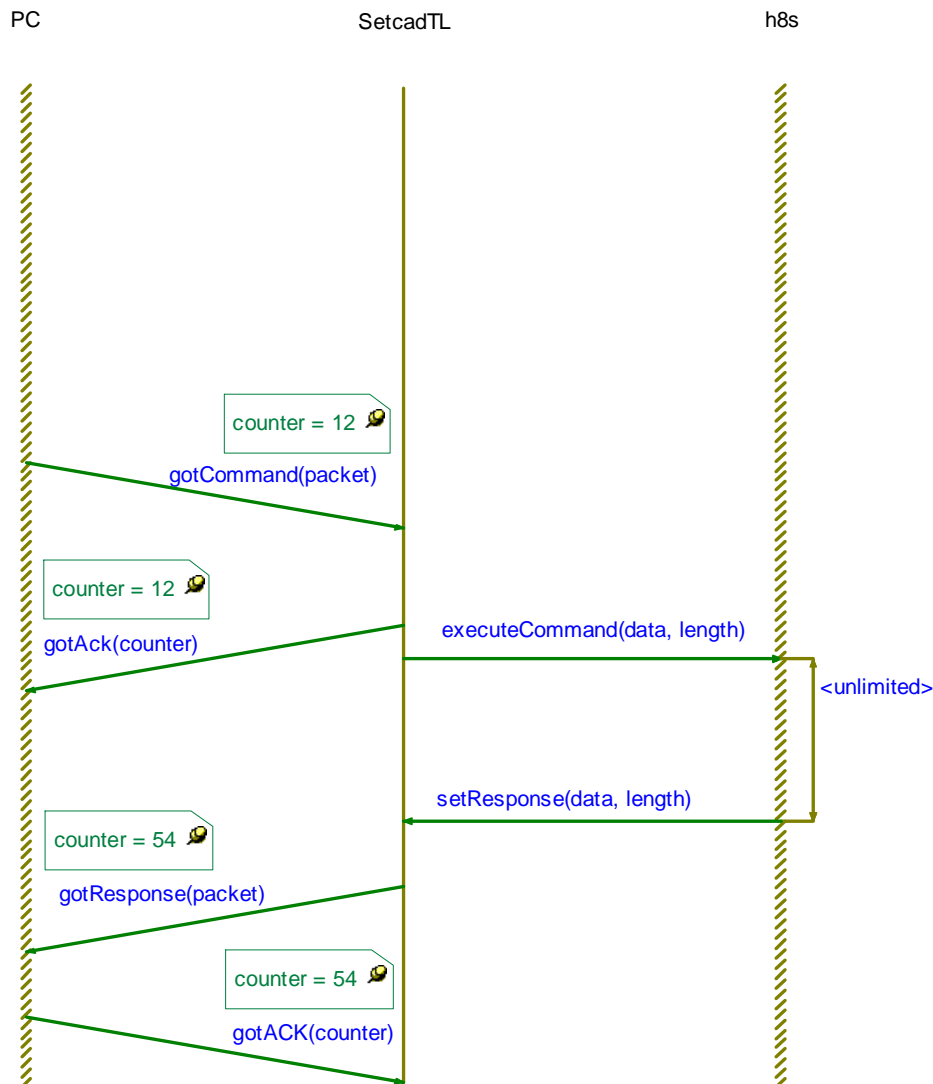 PC
SetcadTL
h8s
counter = 12
gotCommand(packet)
counter = 12
gotAck(counter)
executeCommand(data, length)
<unlimited>
setResponse(data, length)
counter = 54
gotResponse(packet)
counter = 54
gotACK(counter)